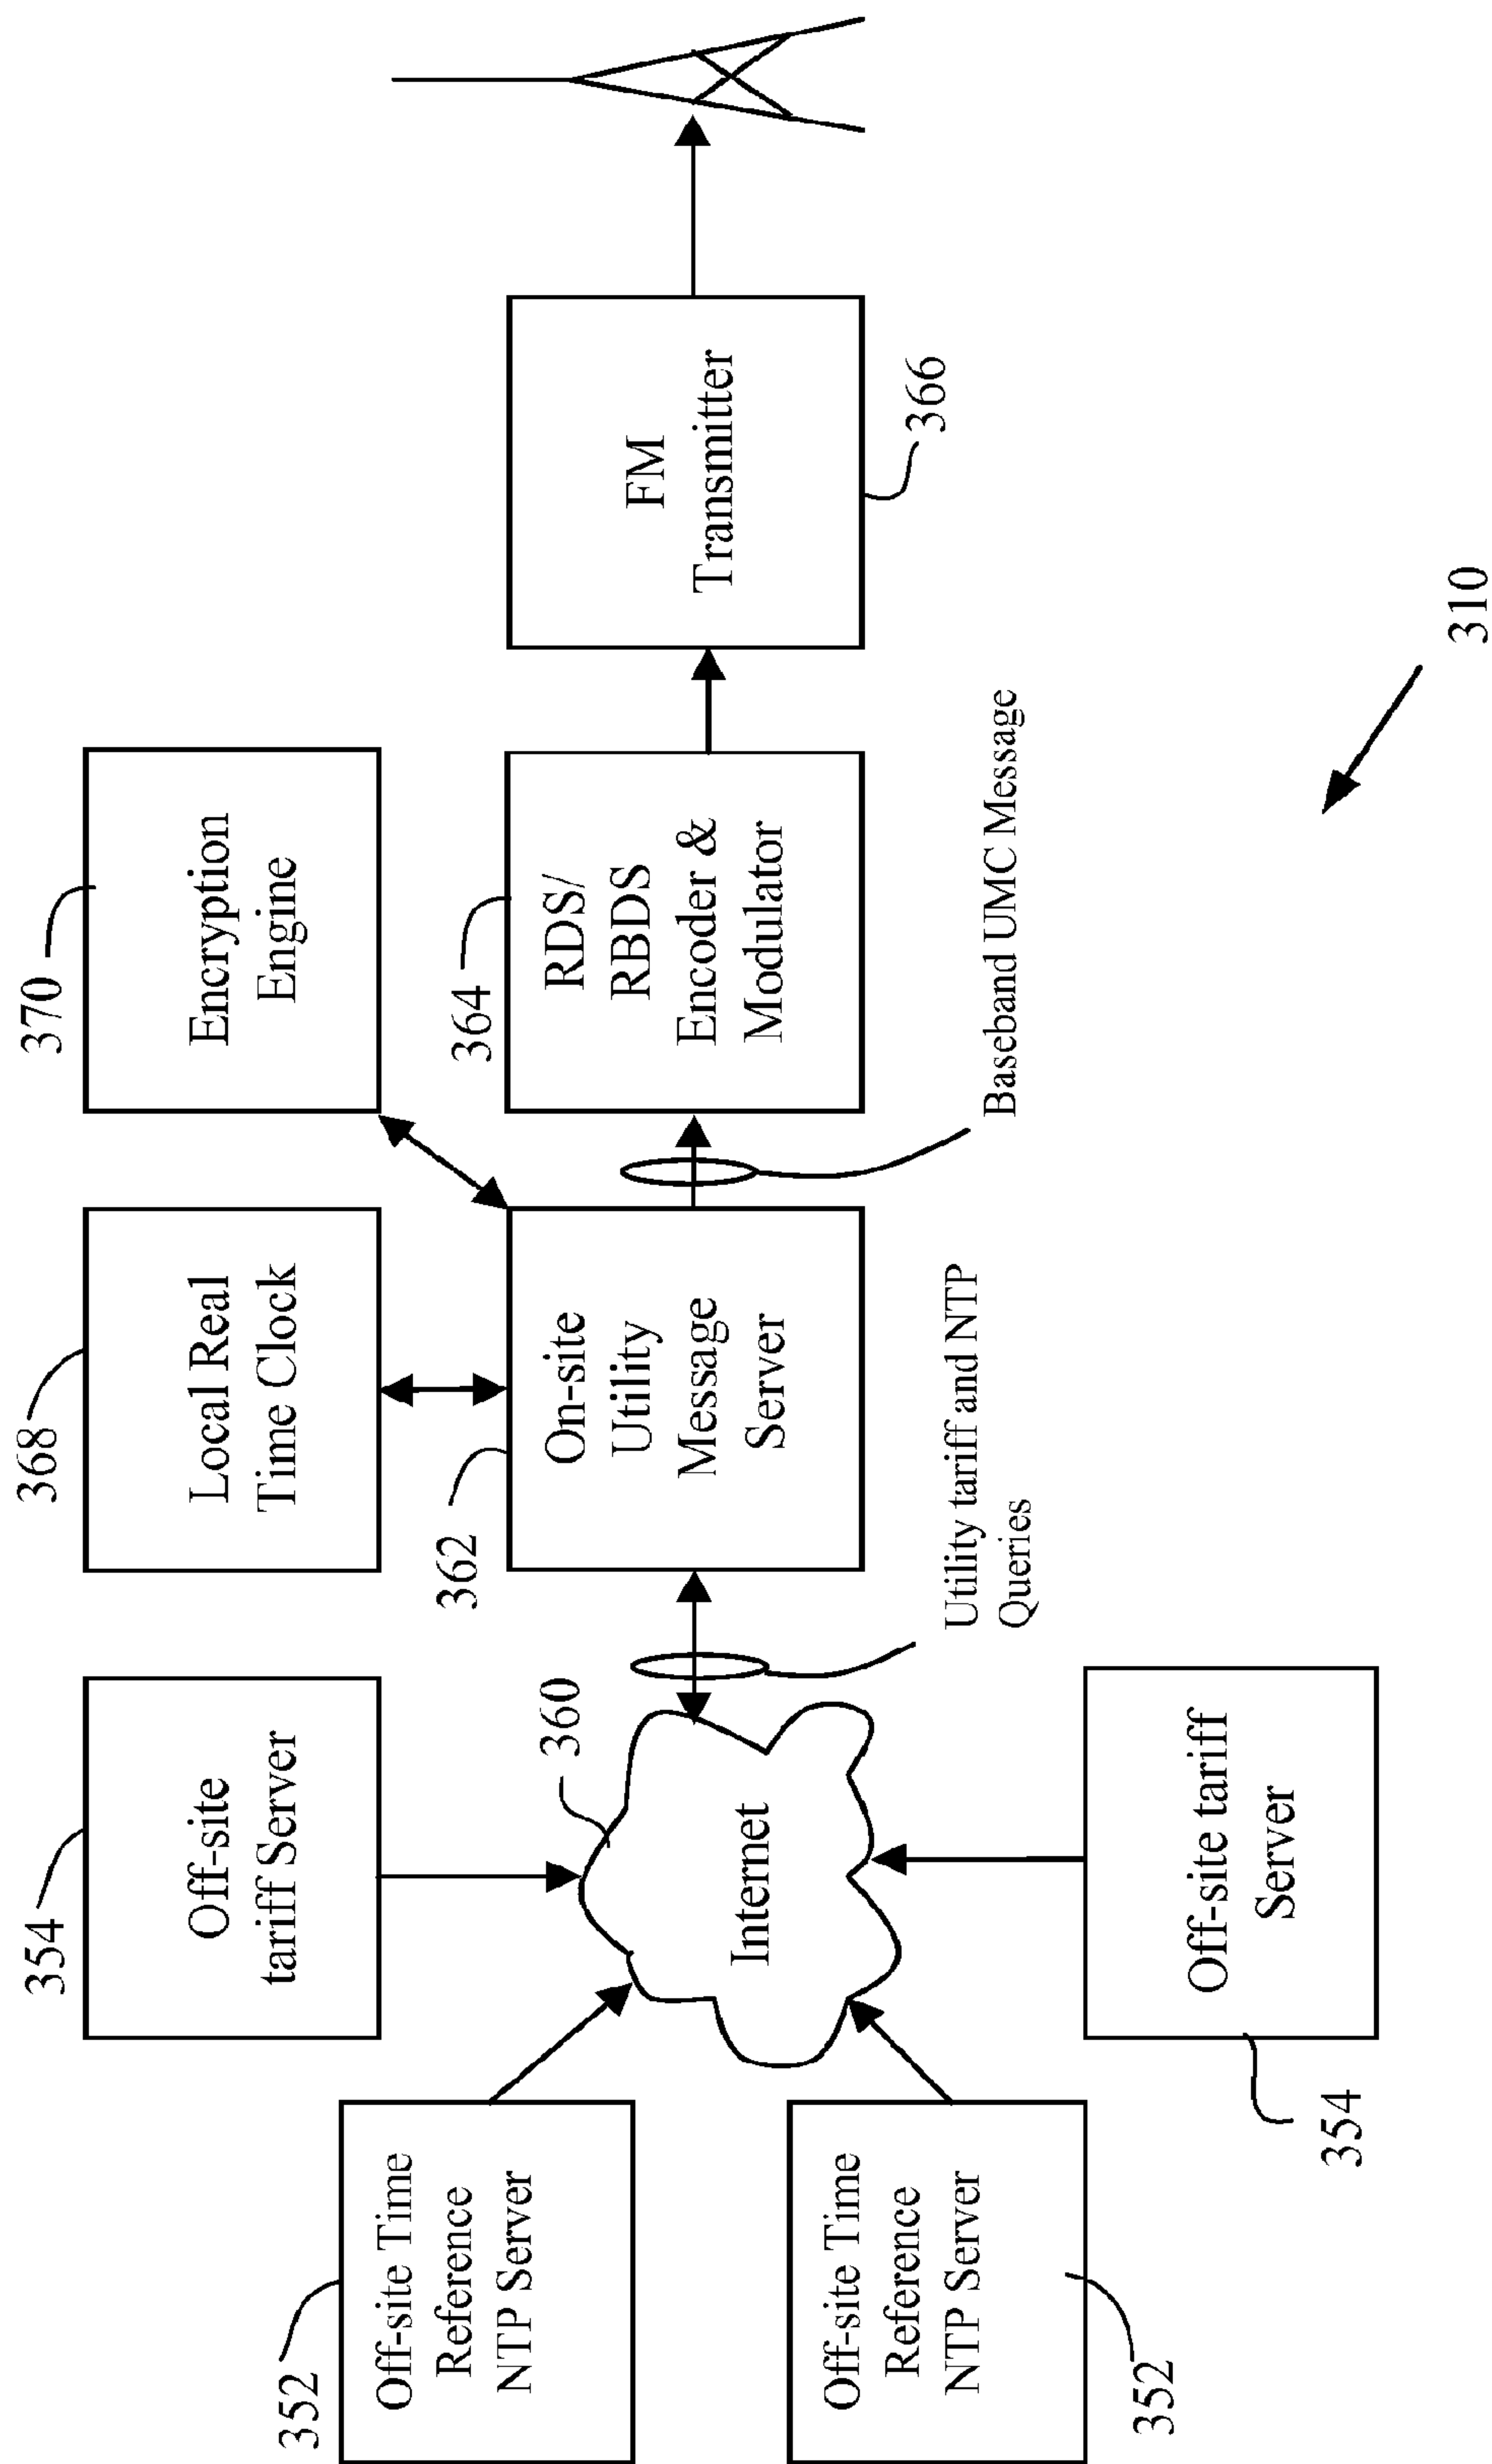 354
Off-site
tariff Server
368
Local Real
Time Clock
370
Encryption
Engine
352
Off-site Time
Reference
NTP Server
360
Internet
362
On-site
Utility
Message
Server
364
RDS/
RBDS
Encoder &
Modulator
FM
Transmitter
366
352
Off-site Time
Reference
NTP Server
Utility tariff and NTP
Queries
Baseband UMC Message
354
Off-site tariff
Server
310